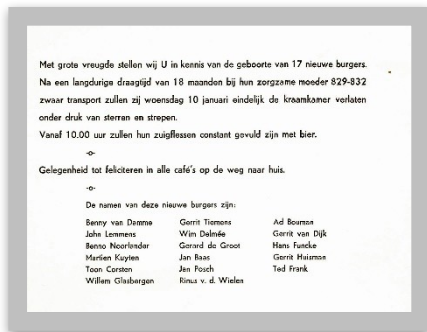 Met grote vreugde stellen wij U in kennis van de geboorte van 17 nieuwe burgers.
Na een langdurige draagtijd van 18 maanden bij hun zorgzame moeder 829-832
zwaar transport zullen zij woensdag 10 januari eindelijk de kraamkamer verlaten
onder druk van sterren en strepen.
Vanaf 10.00 uur zullen hun zuigflessen constant gevuld zijn met bier.
-o-
Gelegenheid tot feliciteren in alle café's op de weg naar huis.
-o-
De namen van deze nieuwe burgers zijn:
Benny van Damme Gerrit Tiemens Ad Bouman
John Lemmens Wim Delmée Gerrit van Dijk
Benno Noorlander Gerard de Groot Hans Funcke
Martien Kuyten Jan Baas Gerrit Huisman
Toon Corsten Jan Posch Ted Frank
Willem Glasbergen Rinus v. d. Wielen